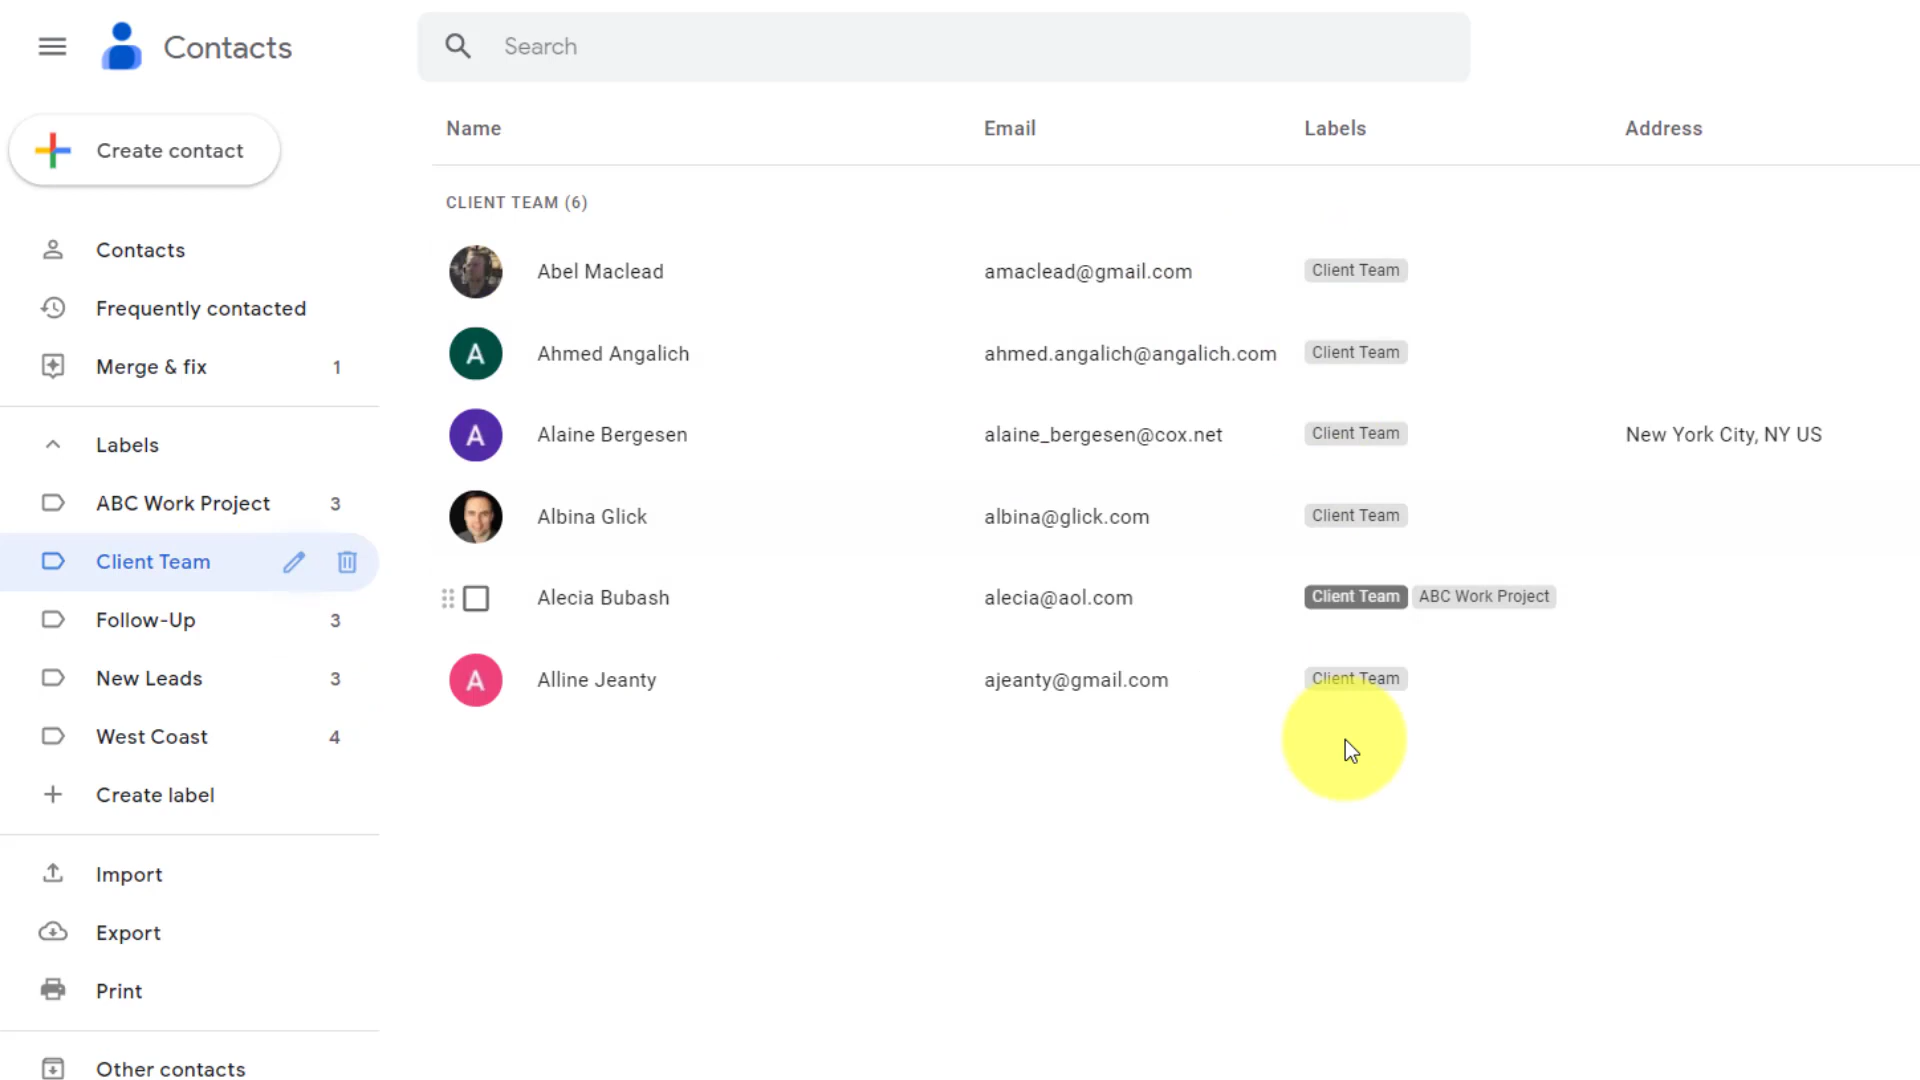 Contacts
Search
Create contact
Name Email Labels Address
CLIENT TEAM (6)
Contacts
Frequently contacted
Merge & fix 1
Labels
ABC Work Project 3
Client Team
Follow-Up 3
New Leads 3
West Coast 4
Create label
Import
Export
Print
Other contacts
A Abel Maclead amaclead@gmail.com Client Team
A Ahmed Angalich ahmed.angalich@angalich.com Client Team
A Alaine Bergesen alaine_bergesen@cox.net Client Team New York City, NY US
Albina Glick albina@glick.com Client Team
Alecia Bubash alecia@aol.com Client Team ABC Work Project
A Alline Jeanty ajeanty@gmail.com Client Team